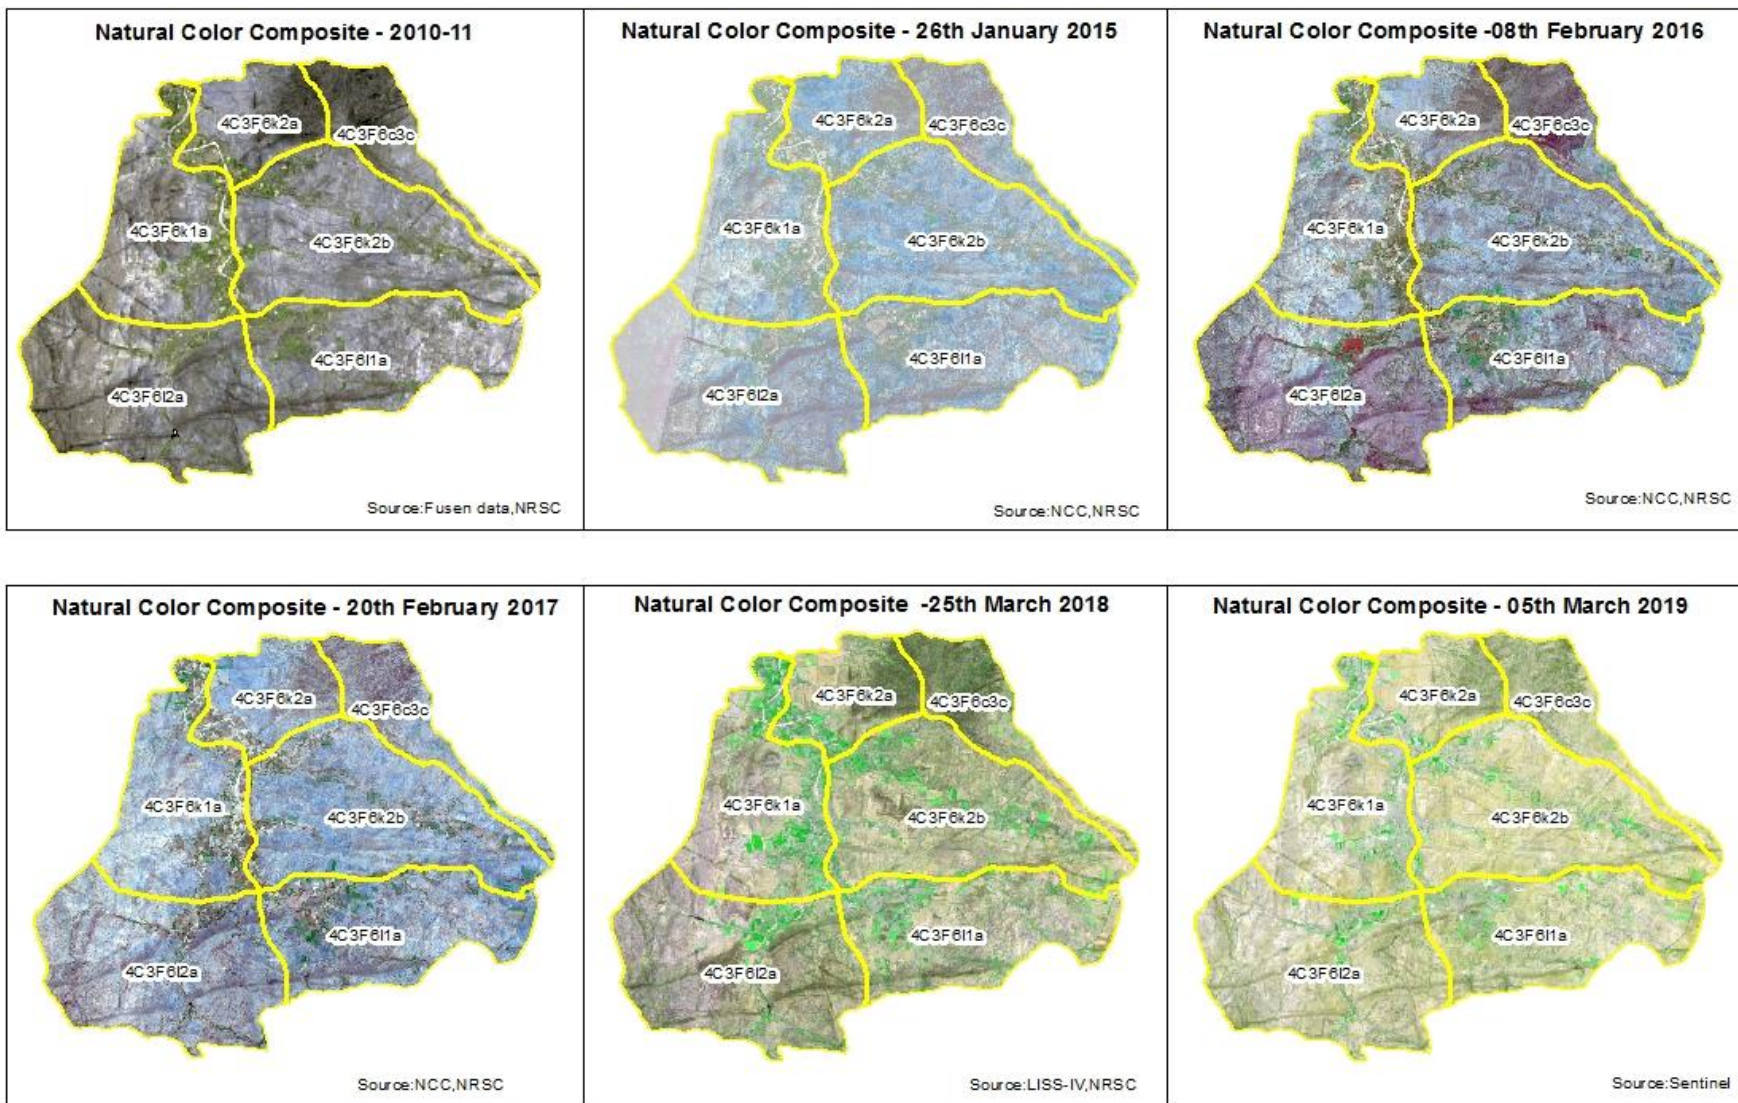 Natural Color Composite - 2010-11
4C3F6k2a
4C3F6c3c
4C3F6k1a
4C3F6k2b
4C3F6l1a
4C3F6l2a
Source:Fusen data,NRSC
Natural Color Composite - 26th January 2015
4C3F6k2a
4C3F6c3c
4C3F6k1a
4C3F6k2b
4C3F6l1a
4C3F6l2a
Source:NCC,NRSC
Natural Color Composite -08th February 2016
4C3F6k2a
4C3F6c3c
4C3F6k1a
4C3F6k2b
4C3F6l1a
4C3F6l2a
Source:NCC,NRSC
Natural Color Composite - 20th February 2017
4C3F6k2a
4C3F6c3c
4C3F6k1a
4C3F6k2b
4C3F6l1a
4C3F6l2a
Source:NCC,NRSC
Natural Color Composite -25th March 2018
4C3F6k2a
4C3F6c3c
4C3F6k1a
4C3F6k2b
4C3F6l1a
4C3F6l2a
Source:LISS-IV,NRSC
Natural Color Composite - 05th March 2019
4C3F6k2a
4C3F6c3c
4C3F6k1a
4C3F6k2b
4C3F6l1a
4C3F6l2a
Source:Sentinel